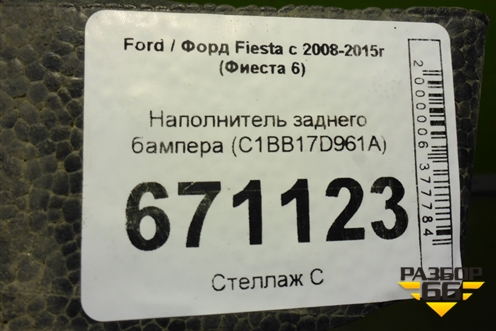 Ford / Форд Fiesta с 2008-2015г
(Фиеста 6)
Наполнитель заднего
бампера (C1BB17D961A)
671123
Стеллаж С
2000006377784
РАЗБОР
66